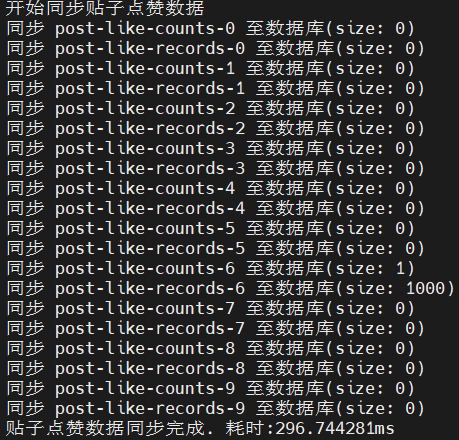 开始同步贴子点赞数据
同步 post-like-counts-0 至数据库(size: 0)
同步 post-like-records-0 至数据库(size: 0)
同步 post-like-counts-1 至数据库(size: 0)
同步 post-like-records-1 至数据库(size: 0)
同步 post-like-counts-2 至数据库(size: 0)
同步 post-like-records-2 至数据库(size: 0)
同步 post-like-counts-3 至数据库(size: 0)
同步 post-like-records-3 至数据库(size: 0)
同步 post-like-counts-4 至数据库(size: 0)
同步 post-like-records-4 至数据库(size: 0)
同步 post-like-counts-5 至数据库(size: 0)
同步 post-like-records-5 至数据库(size: 0)
同步 post-like-counts-6 至数据库(size: 1)
同步 post-like-records-6 至数据库(size: 1000)
同步 post-like-counts-7 至数据库(size: 0)
同步 post-like-records-7 至数据库(size: 0)
同步 post-like-counts-8 至数据库(size: 0)
同步 post-like-records-8 至数据库(size: 0)
同步 post-like-counts-9 至数据库(size: 0)
同步 post-like-records-9 至数据库(size: 0)
贴子点赞数据同步完成. 耗时:296.744281ms